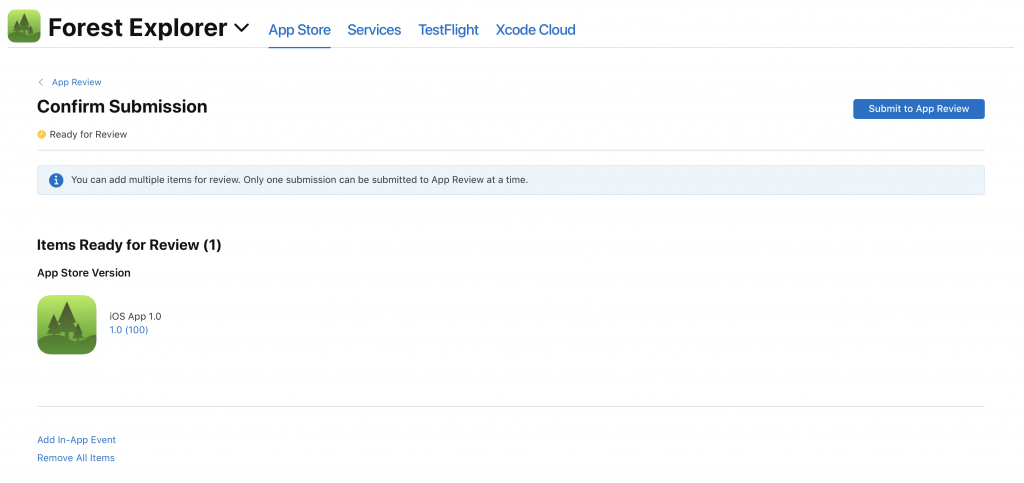 Forest Explorer App Store Services TestFlight Xcode Cloud
App Review
Confirm Submission
Submit to App Review
Ready for Review
You can add multiple items for review. Only one submission can be submitted to App Review at a time.
Items Ready for Review (1)
App Store Version
iOS App 1.0
1.0 (100)
Add In-App Event
Remove All Items